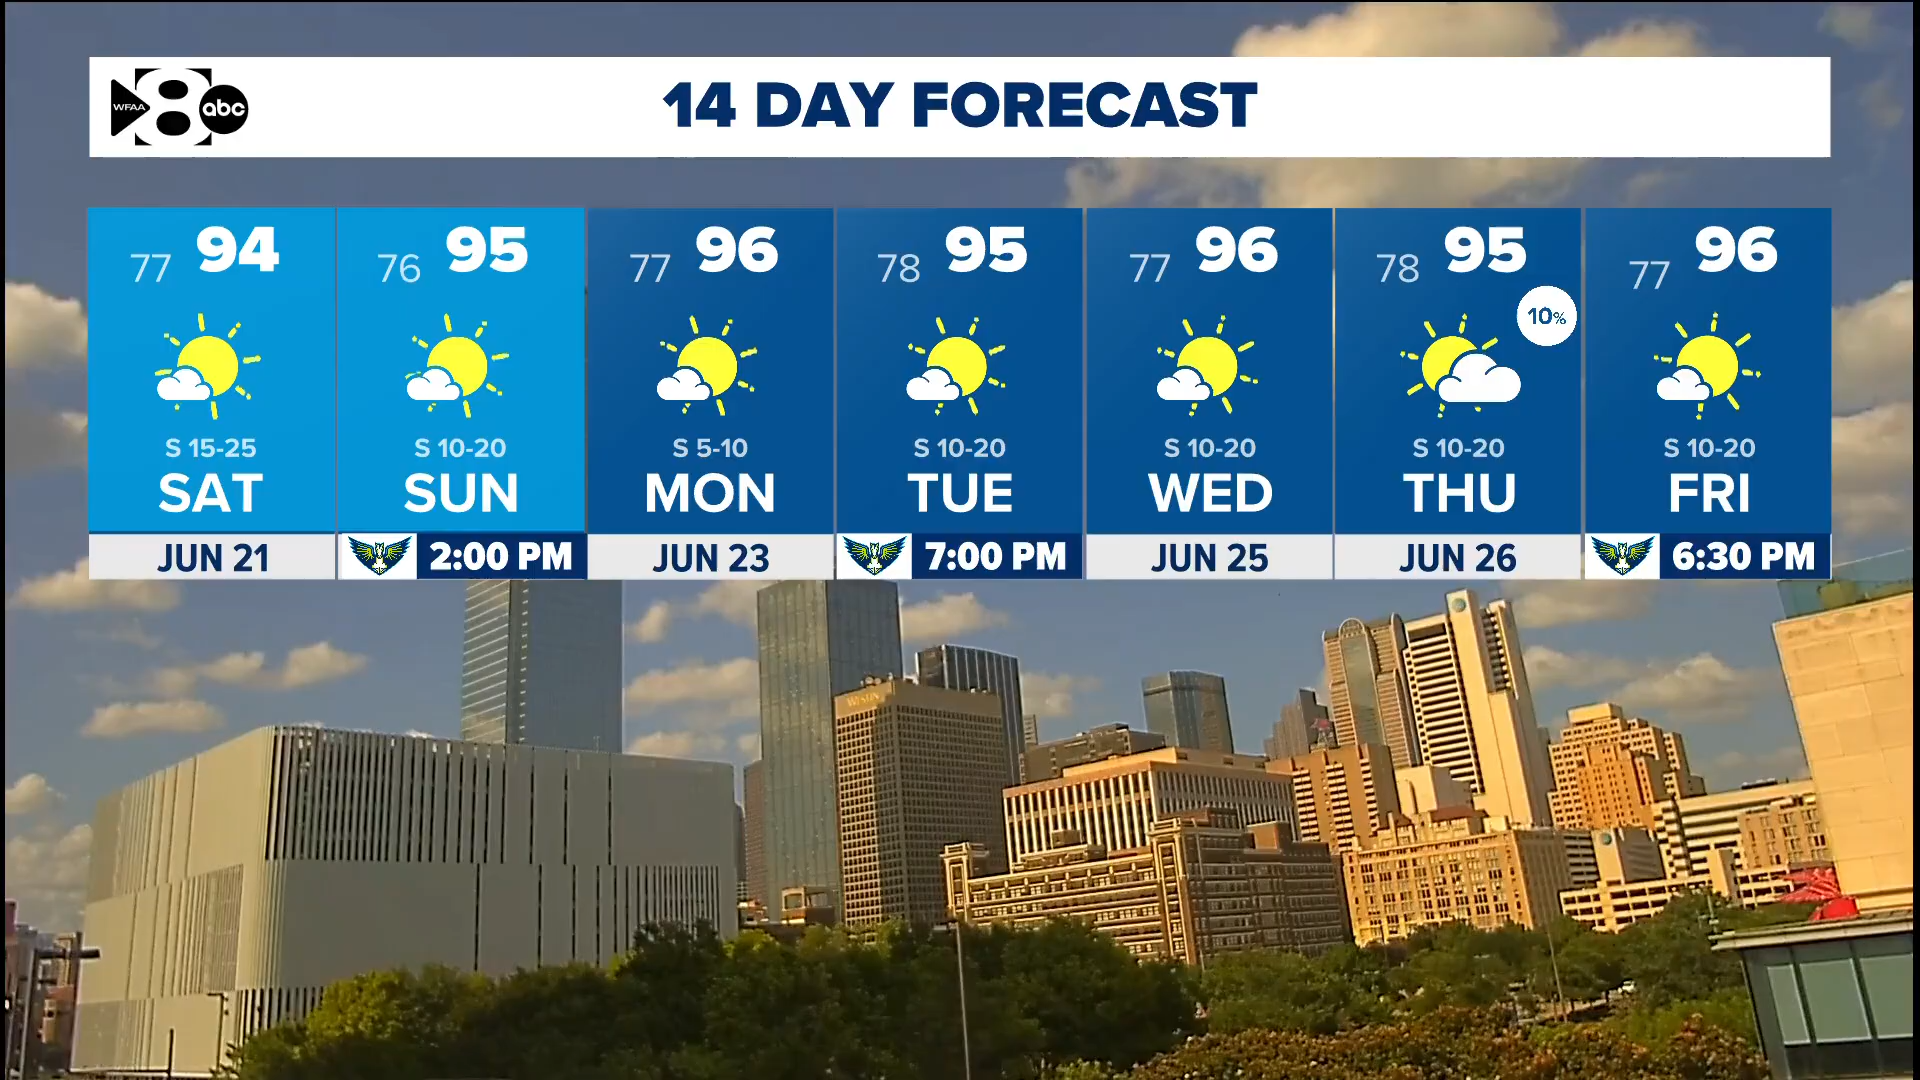 WFAA 8 abc
14 DAY FORECAST
77 94
S 15-25
SAT
JUN 21
76 95
S 10-20
SUN
2:00 PM
77 96
S 5-10
MON
JUN 23
78 95
S 10-20
TUE
7:00 PM
77 96
S 10-20
WED
JUN 25
78 95
10%
S 10-20
THU
JUN 26
77 96
S 10-20
FRI
6:30 PM
WESTIN